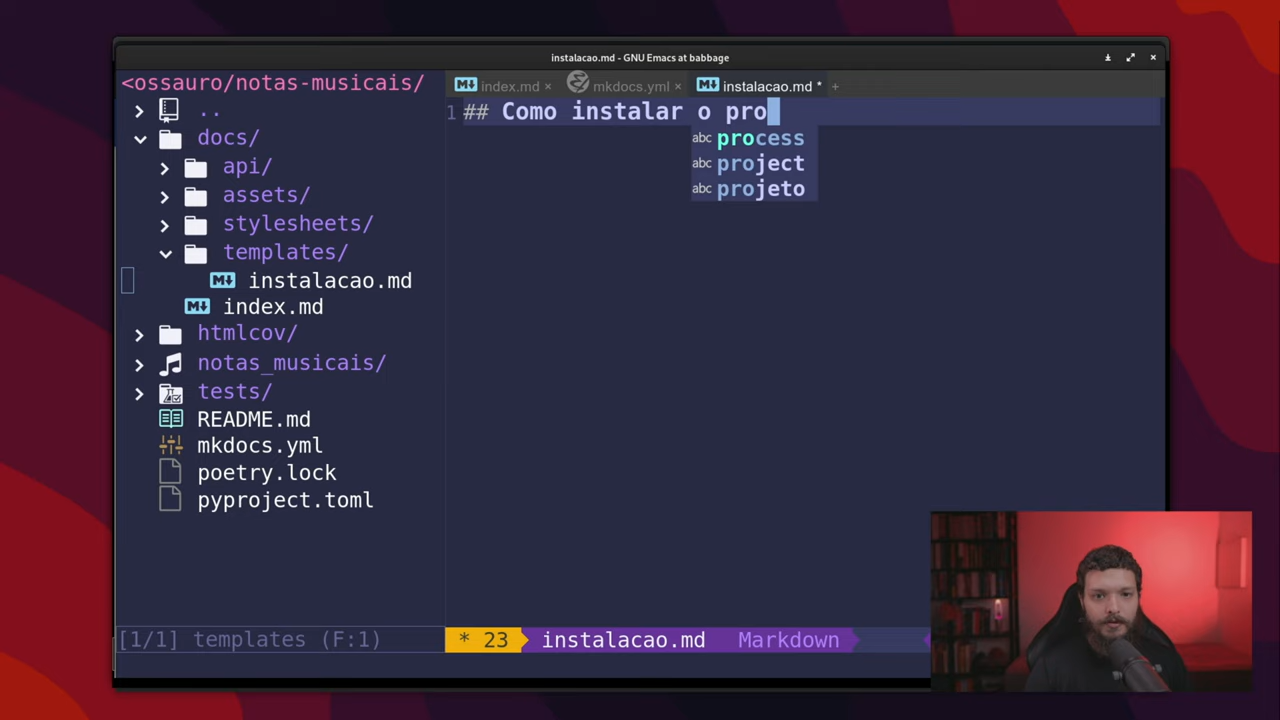 instalacao.md - GNU Emacs at babbage
<ossauro/notas-musicais/
index.md ×
mkdocs.yml ×
instalacao.md * +
..
docs/
api/
assets/
stylesheets/
templates/
instalacao.md
index.md
htmlcov/
notas_musicais/
tests/
README.md
mkdocs.yml
poetry.lock
pyproject.toml
1 ## Como instalar o pro
abc process
abc project
abc projeto
[1/1] templates (F:1)
* 23 instalacao.md Markdown